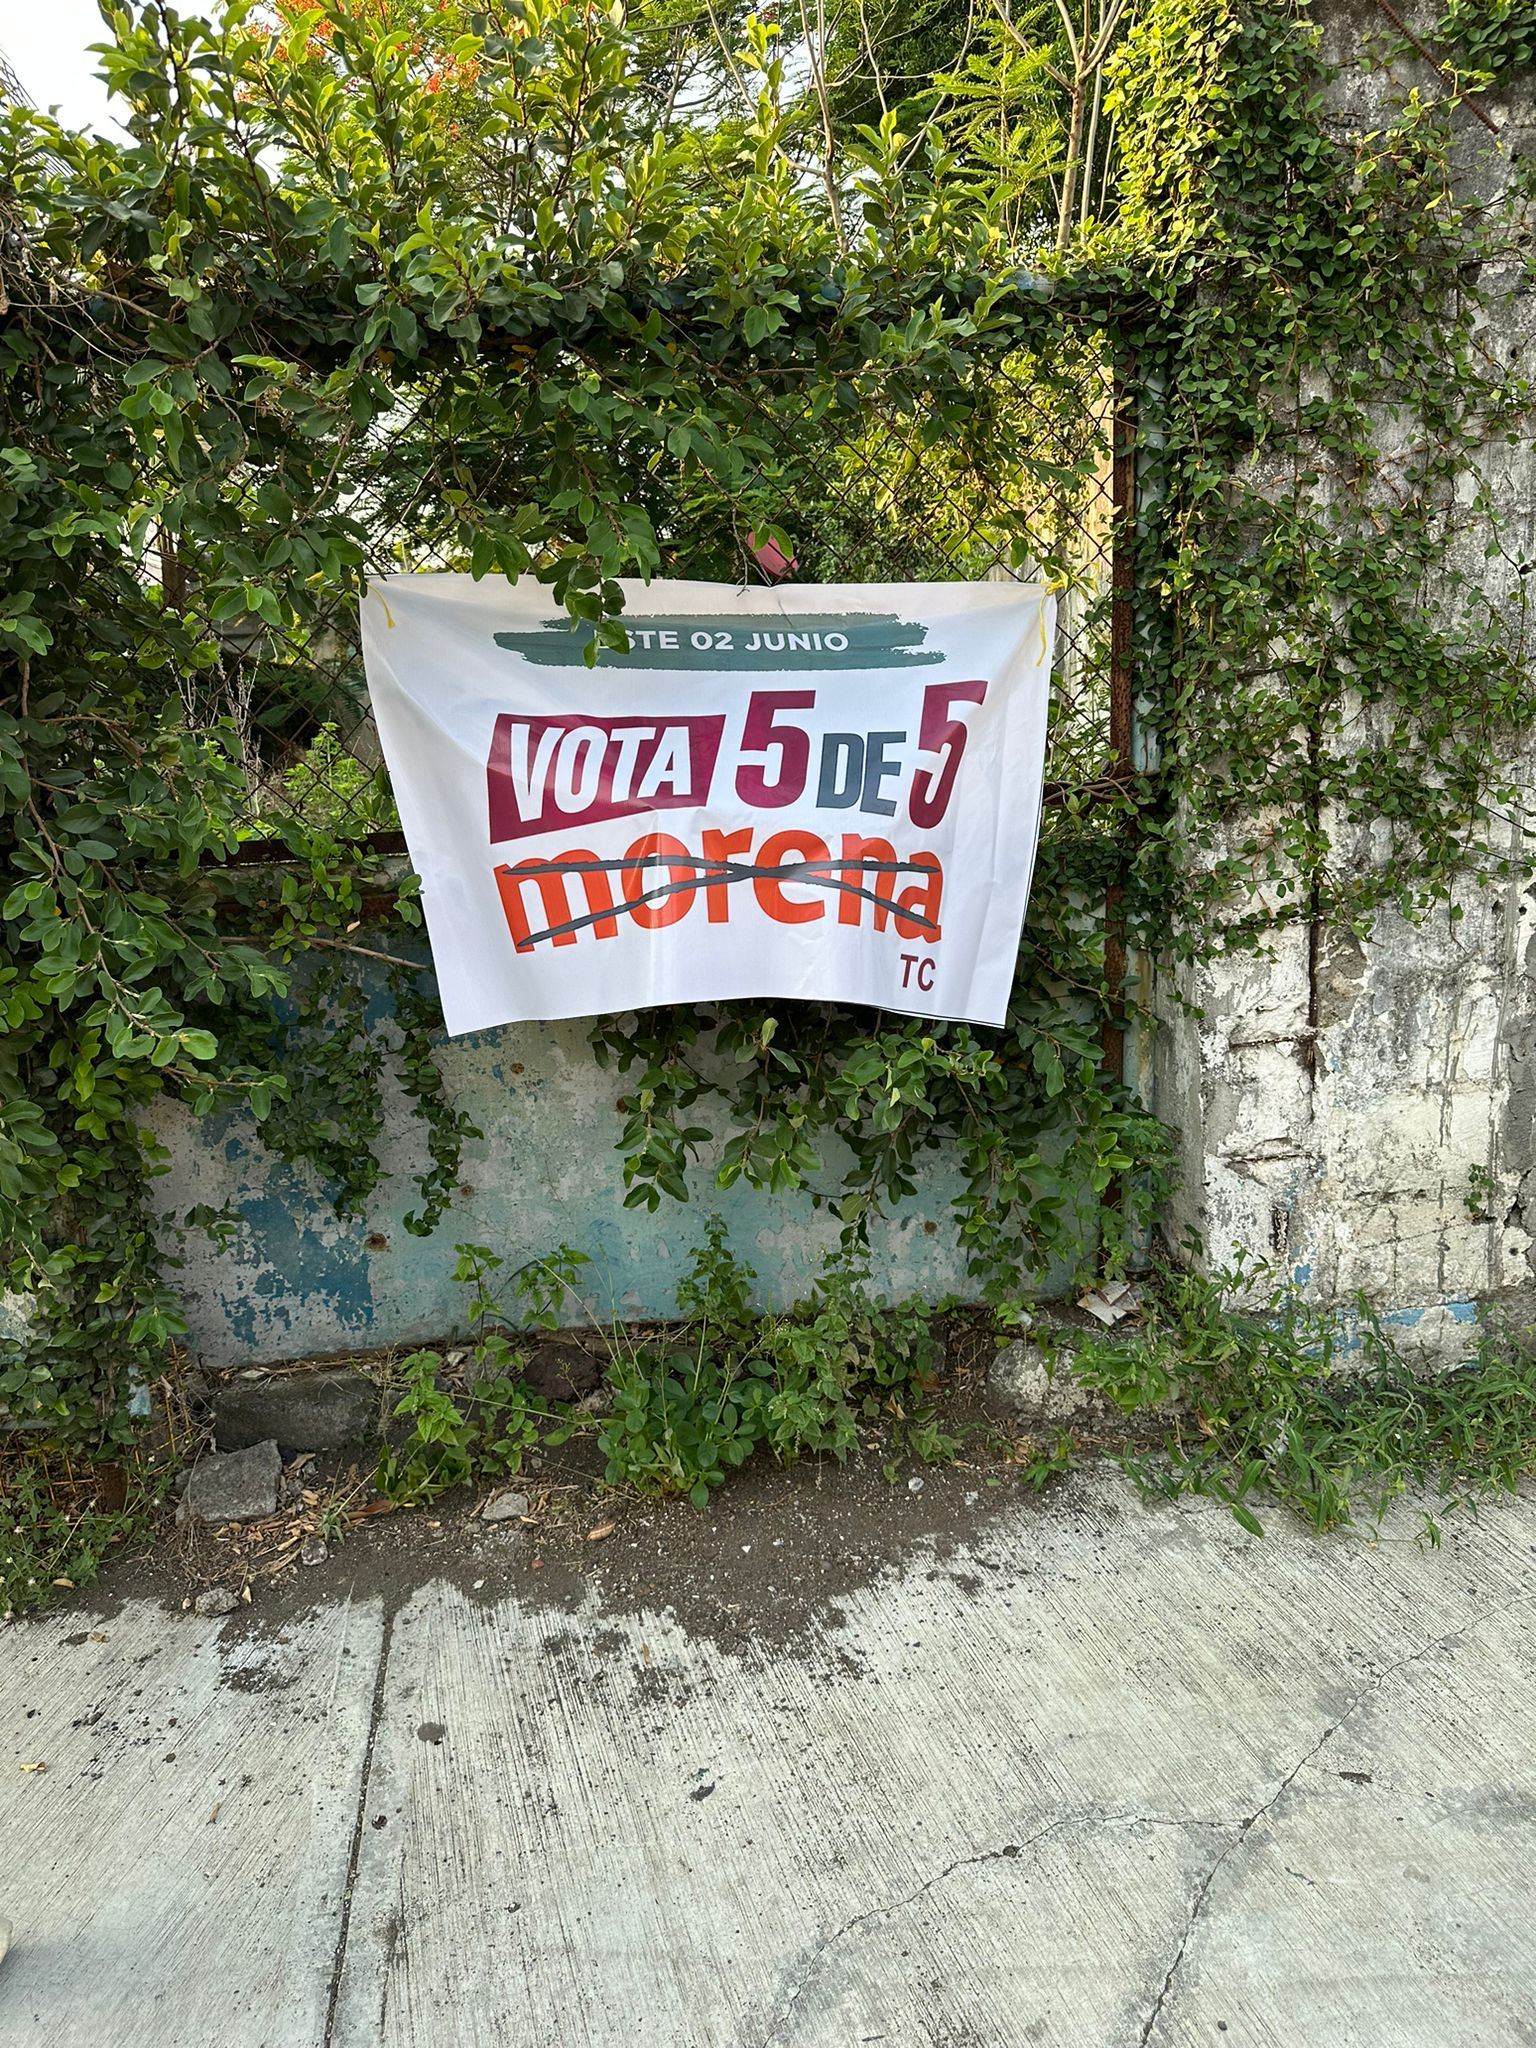 STE 02 JUNIO
VOTA 5 DE 5
morena
TC